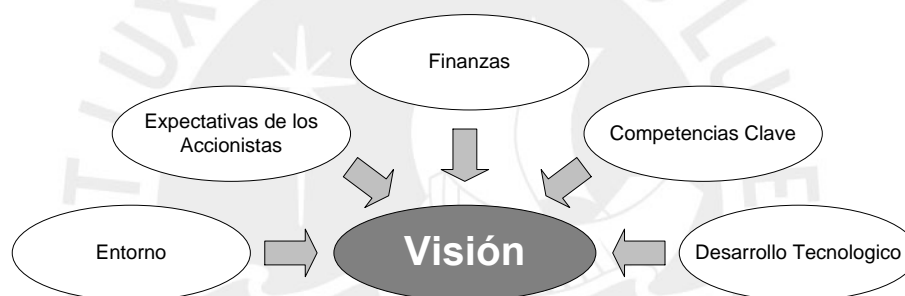 Finanzas
Expectativas de los
Accionistas
Competencias Clave
Entorno
Visión
Desarrollo Tecnologico